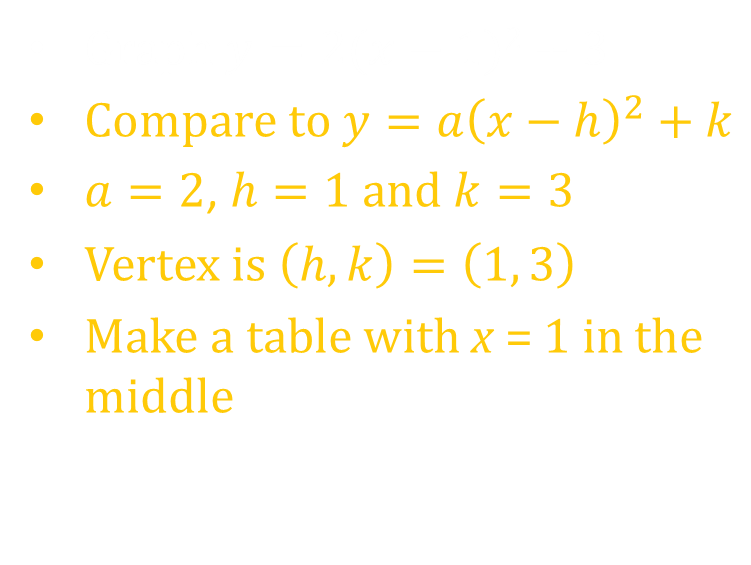 • Compare to y = a(x − h)² + k
• a = 2, h = 1 and k = 3
• Vertex is (h, k) = (1, 3)
• Make a table with x = 1 in the
middle